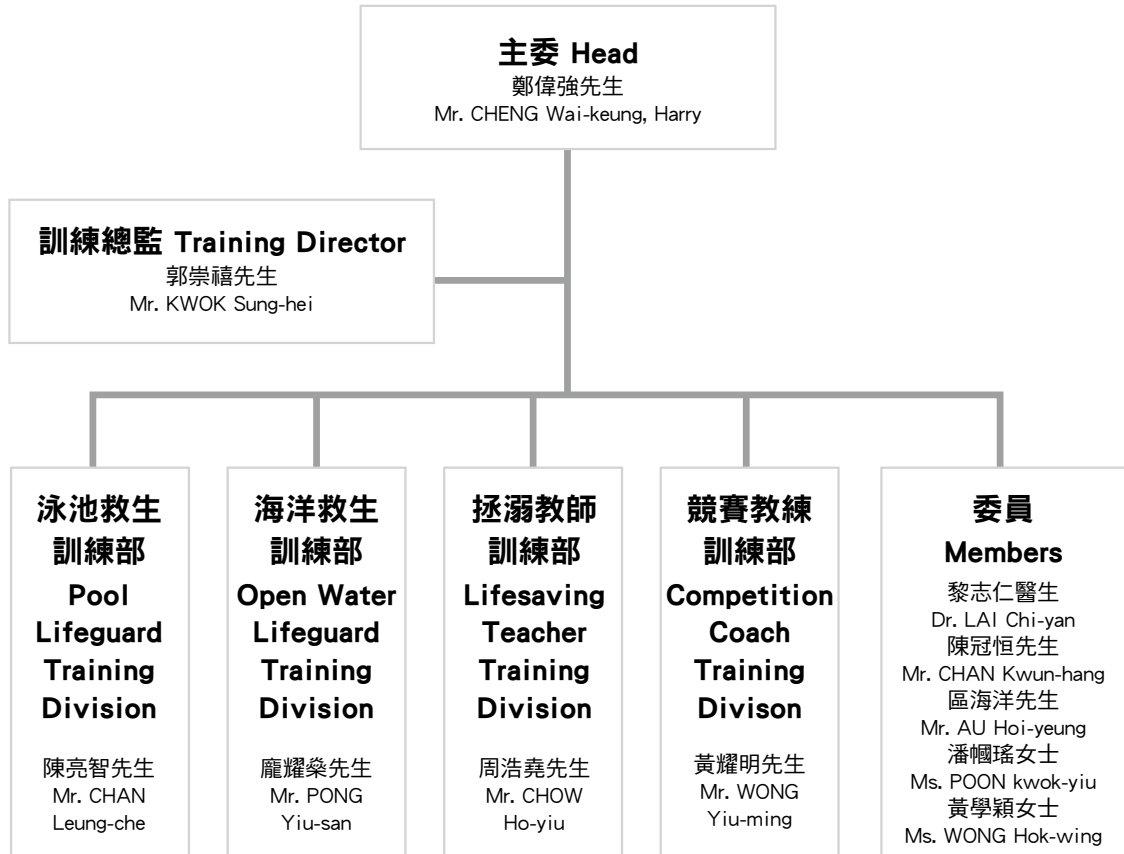 主委 Head
鄭偉強先生
Mr. CHENG Wai-keung, Harry
訓練總監 Training Director
郭崇禧先生
Mr. KWOK Sung-hei
泳池救生
訓練部
Pool
Lifeguard
Training
Division
陳亮智先生
Mr. CHAN
Leung-che
海洋救生
訓練部
Open Water
Lifeguard
Training
Division
龐耀燊先生
Mr. PONG
Yiu-san
拯溺教師
訓練部
Lifesaving
Teacher
Training
Division
周浩堯先生
Mr. CHOW
Ho-yiu
競賽教練
訓練部
Competition
Coach
Training
Divison
黃耀明先生
Mr. WONG
Yiu-ming
委員
Members
黎志仁醫生
Dr. LAI Chi-yan
陳冠恒先生
Mr. CHAN Kwun-hang
區海洋先生
Mr. AU Hoi-yeung
潘幗瑤女士
Ms. POON kwok-yiu
黃學穎女士
Ms. WONG Hok-wing